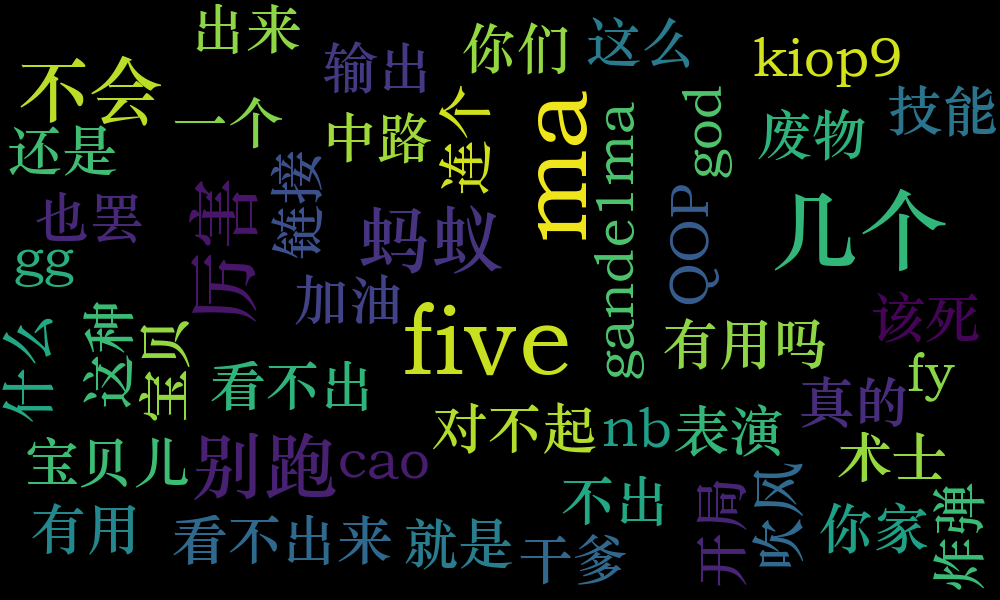 出来
输出
你们
这么
kiop9
不会
一个
中路
连个
ma
gandelma
god
废物
技能
还是
也罢
厉害
链接
蚂蚁
QOP
几个
gg
加油
five
有用吗
该死
什么
这种
宝贝
看不出
对不起
nb
表演
真的
fy
宝贝儿
别跑
cao
术士
有用
看不出来
就是
干爹
不出
开局
吹风
你家
炸弹